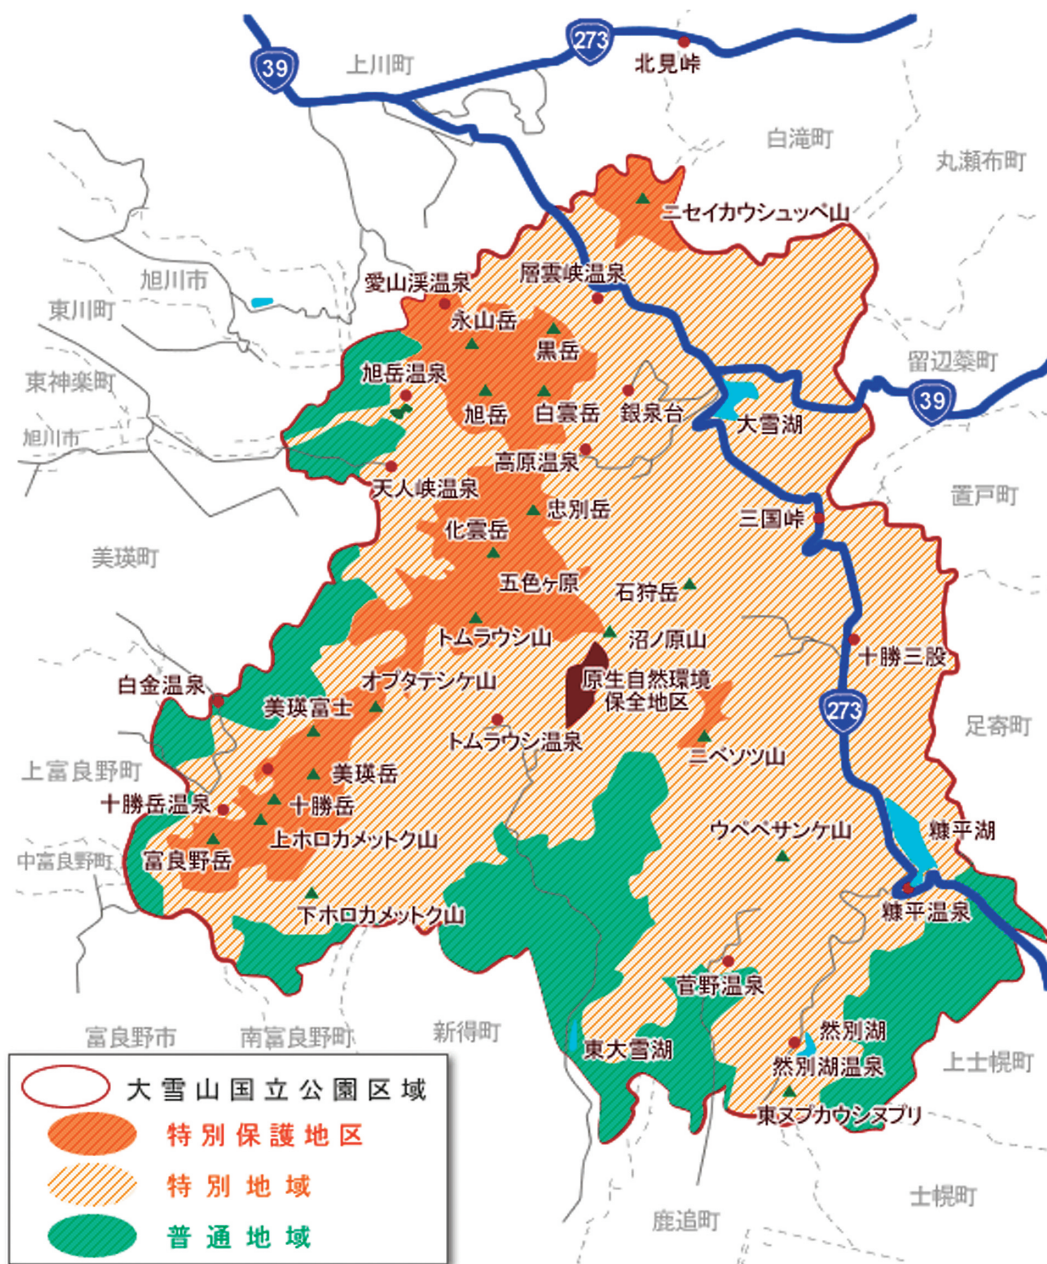 273
39
上川町
北見峠
白滝町
丸瀬布町
ニセイカウシュッペ山
旭川市
愛山渓温泉
層雲峡温泉
東川町
永山岳
黒岳
留辺蘂町
旭岳温泉
東神楽町
旭岳
白雲岳
銀泉台
39
大雪湖
旭川市
高原温泉
天人峡温泉
置戸町
忠別岳
三国峠
化雲岳
美瑛町
五色ヶ原
石狩岳
トムラウシ山
沼ノ原山
十勝三股
オプタテシケ山
原生自然環境
保全地区
白金温泉
美瑛富士
273
足寄町
トムラウシ温泉
ニペソツ山
上富良野町
美瑛岳
十勝岳温泉
十勝岳
ウペペサンケ山
糠平湖
上ホロカメットク山
中富良野町
富良野岳
下ホロカメットク山
糠平温泉
菅野温泉
富良野市
南富良野町
新得町
東大雪湖
然別湖
然別湖温泉
上士幌町
東ヌプカウシヌプリ
士幌町
鹿追町
大雪山国立公園区域
特別保護地区
特別地域
普通地域